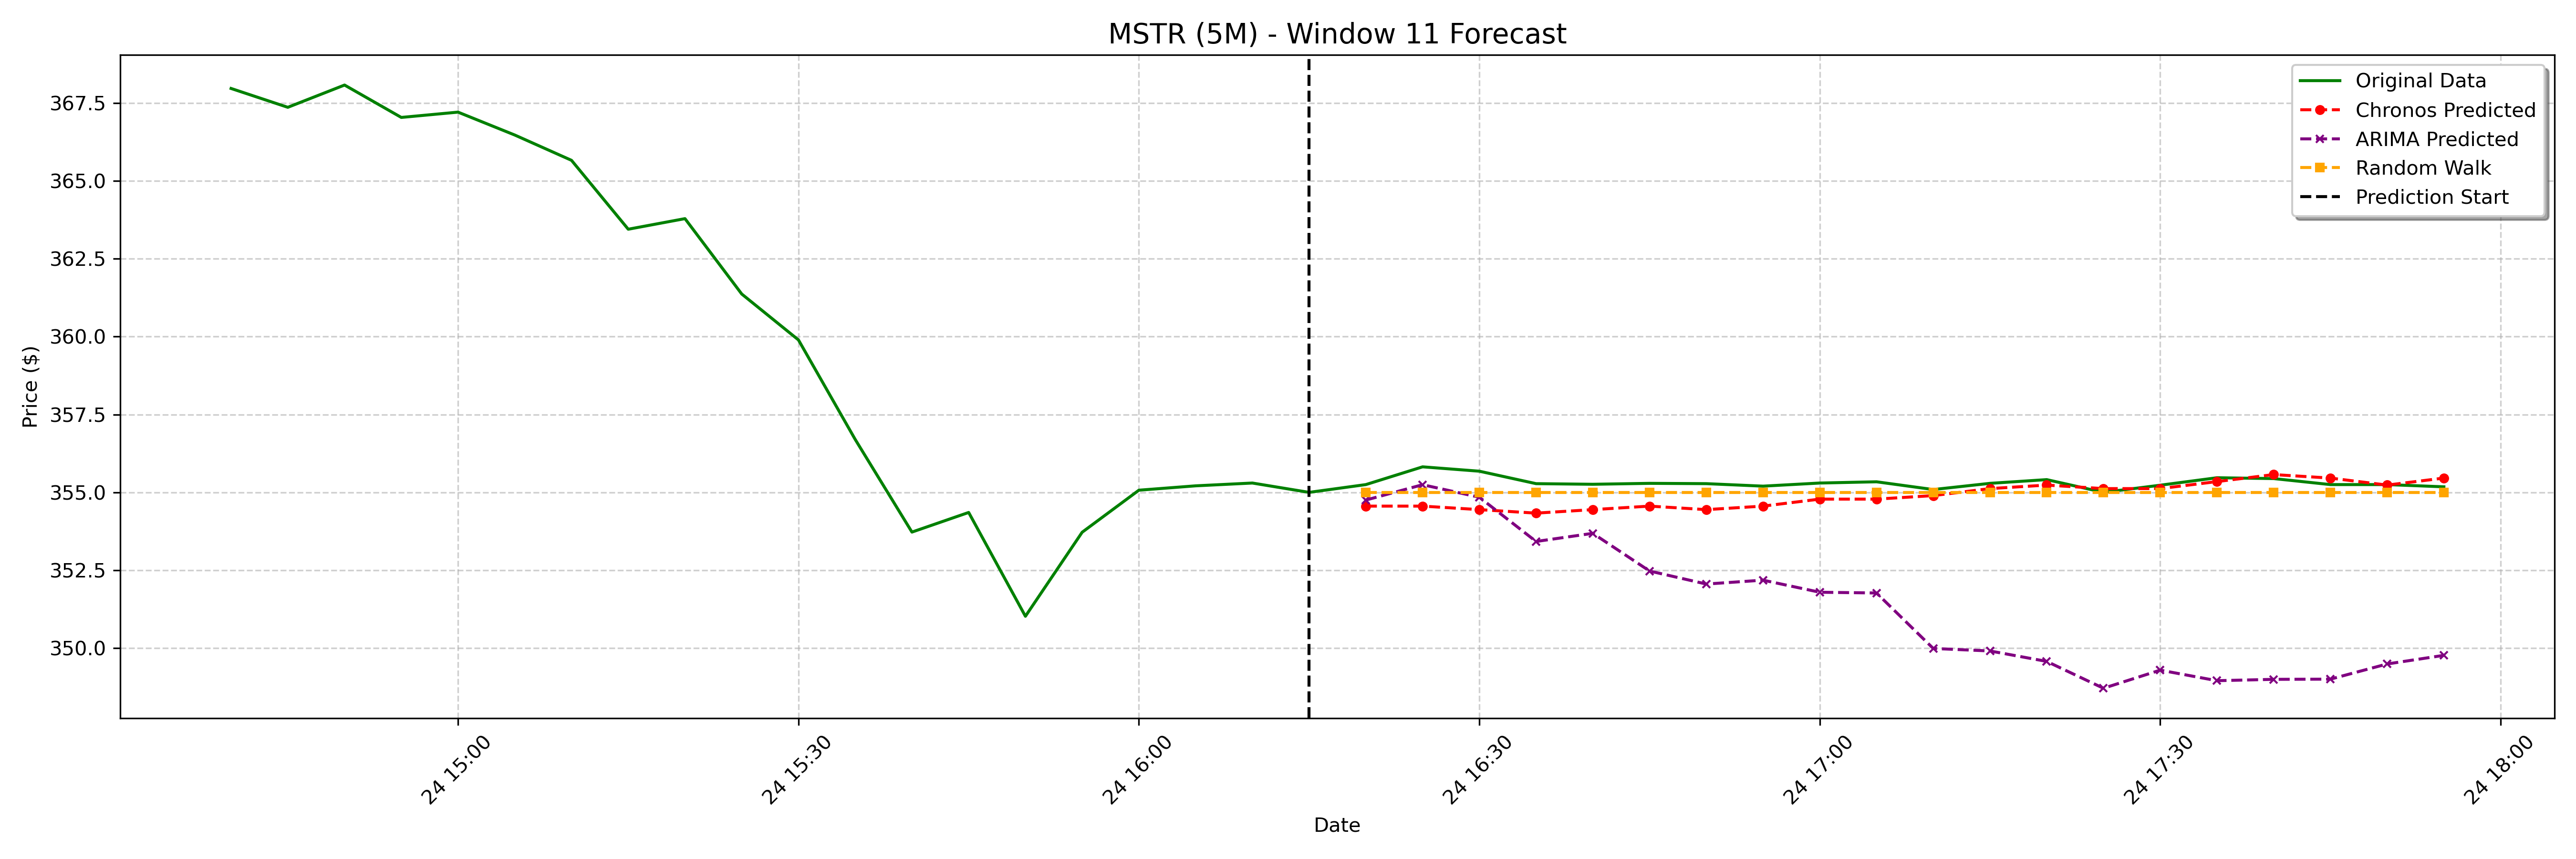 MSTR (5M) - Window 11 Forecast
Price ($)
367.5
365.0
362.5
360.0
357.5
355.0
352.5
350.0
Original Data
Chronos Predicted
ARIMA Predicted
Random Walk
Prediction Start
24 15:00
24 15:30
24 16:00
24 16:30
24 17:00
24 17:30
24 18:00
Date